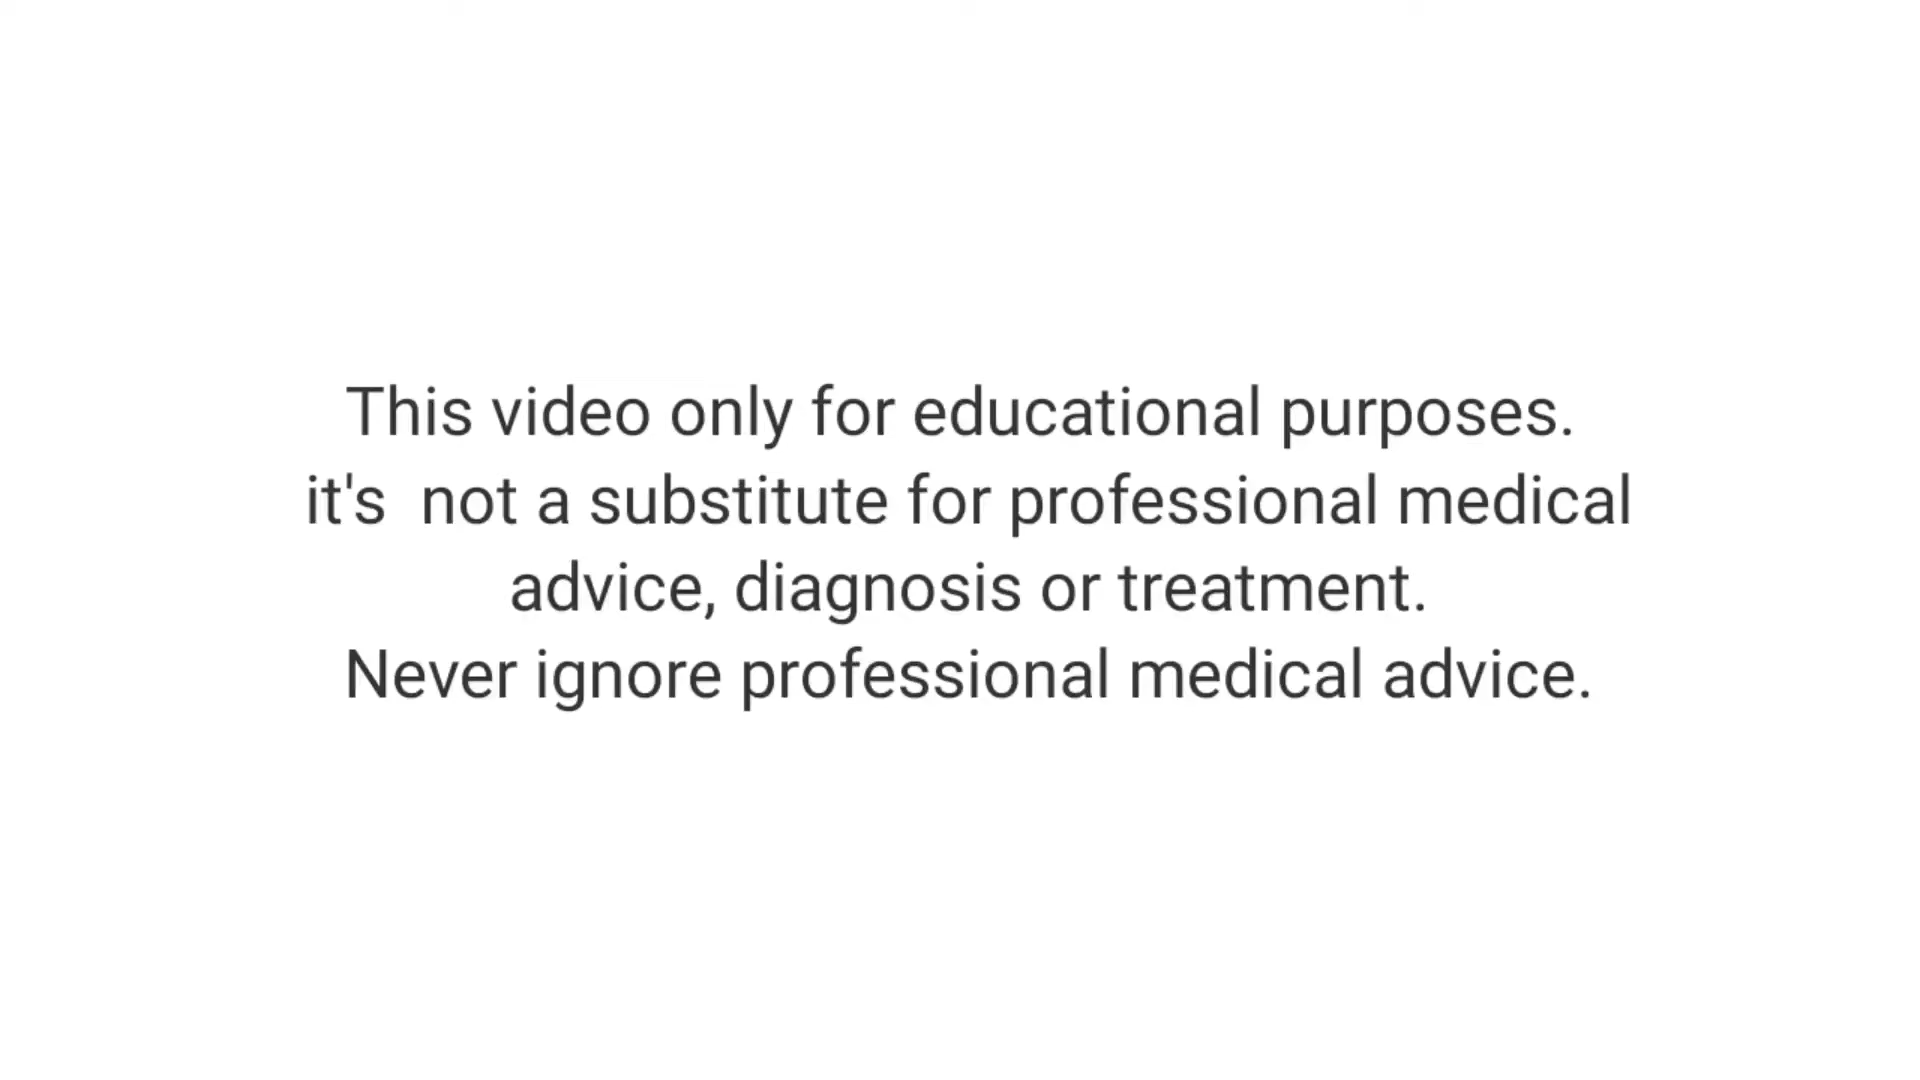 This video only for educational purposes.
it's  not a substitute for professional medical
advice, diagnosis or treatment.
Never ignore professional medical advice.